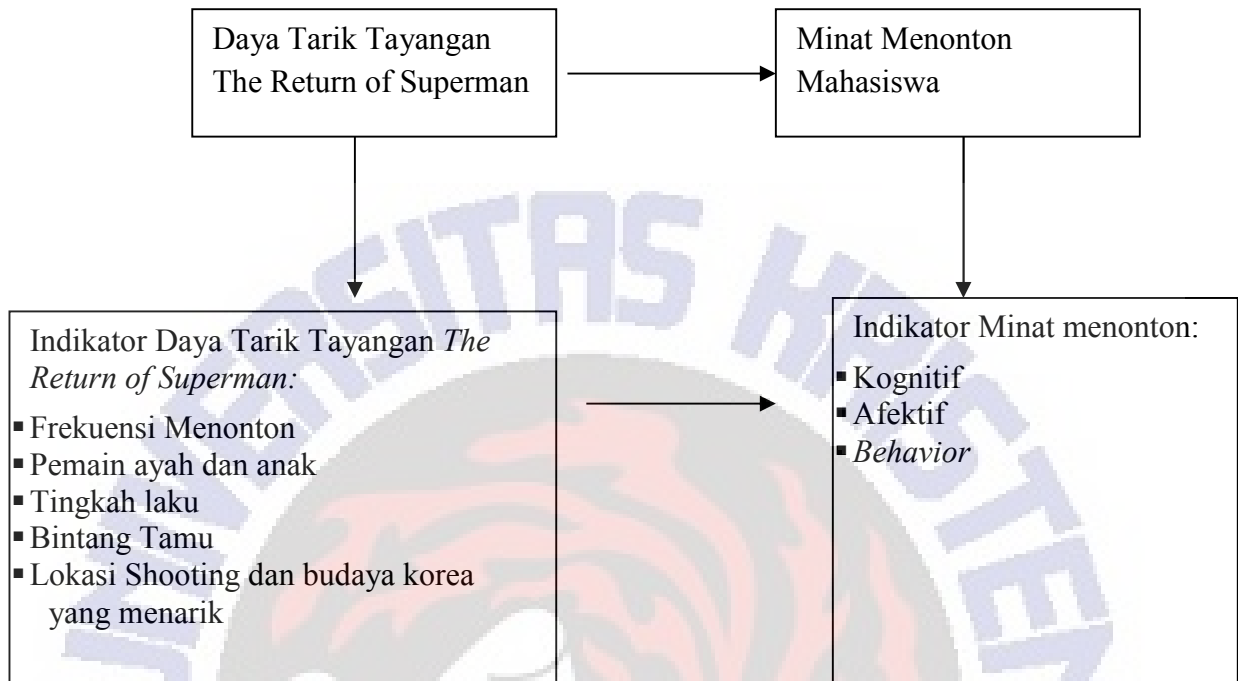 Daya Tarik Tayangan
The Return of Superman
Minat Menonton
Mahasiswa
Indikator Daya Tarik Tayangan The
Return of Superman:
▪ Frekuensi Menonton
▪ Pemain ayah dan anak
▪ Tingkah laku
▪ Bintang Tamu
▪ Lokasi Shooting dan budaya korea
yang menarik
Indikator Minat menonton:
▪ Kognitif
▪ Afektif
▪ Behavior
UNIVERSITAS KRISTEN